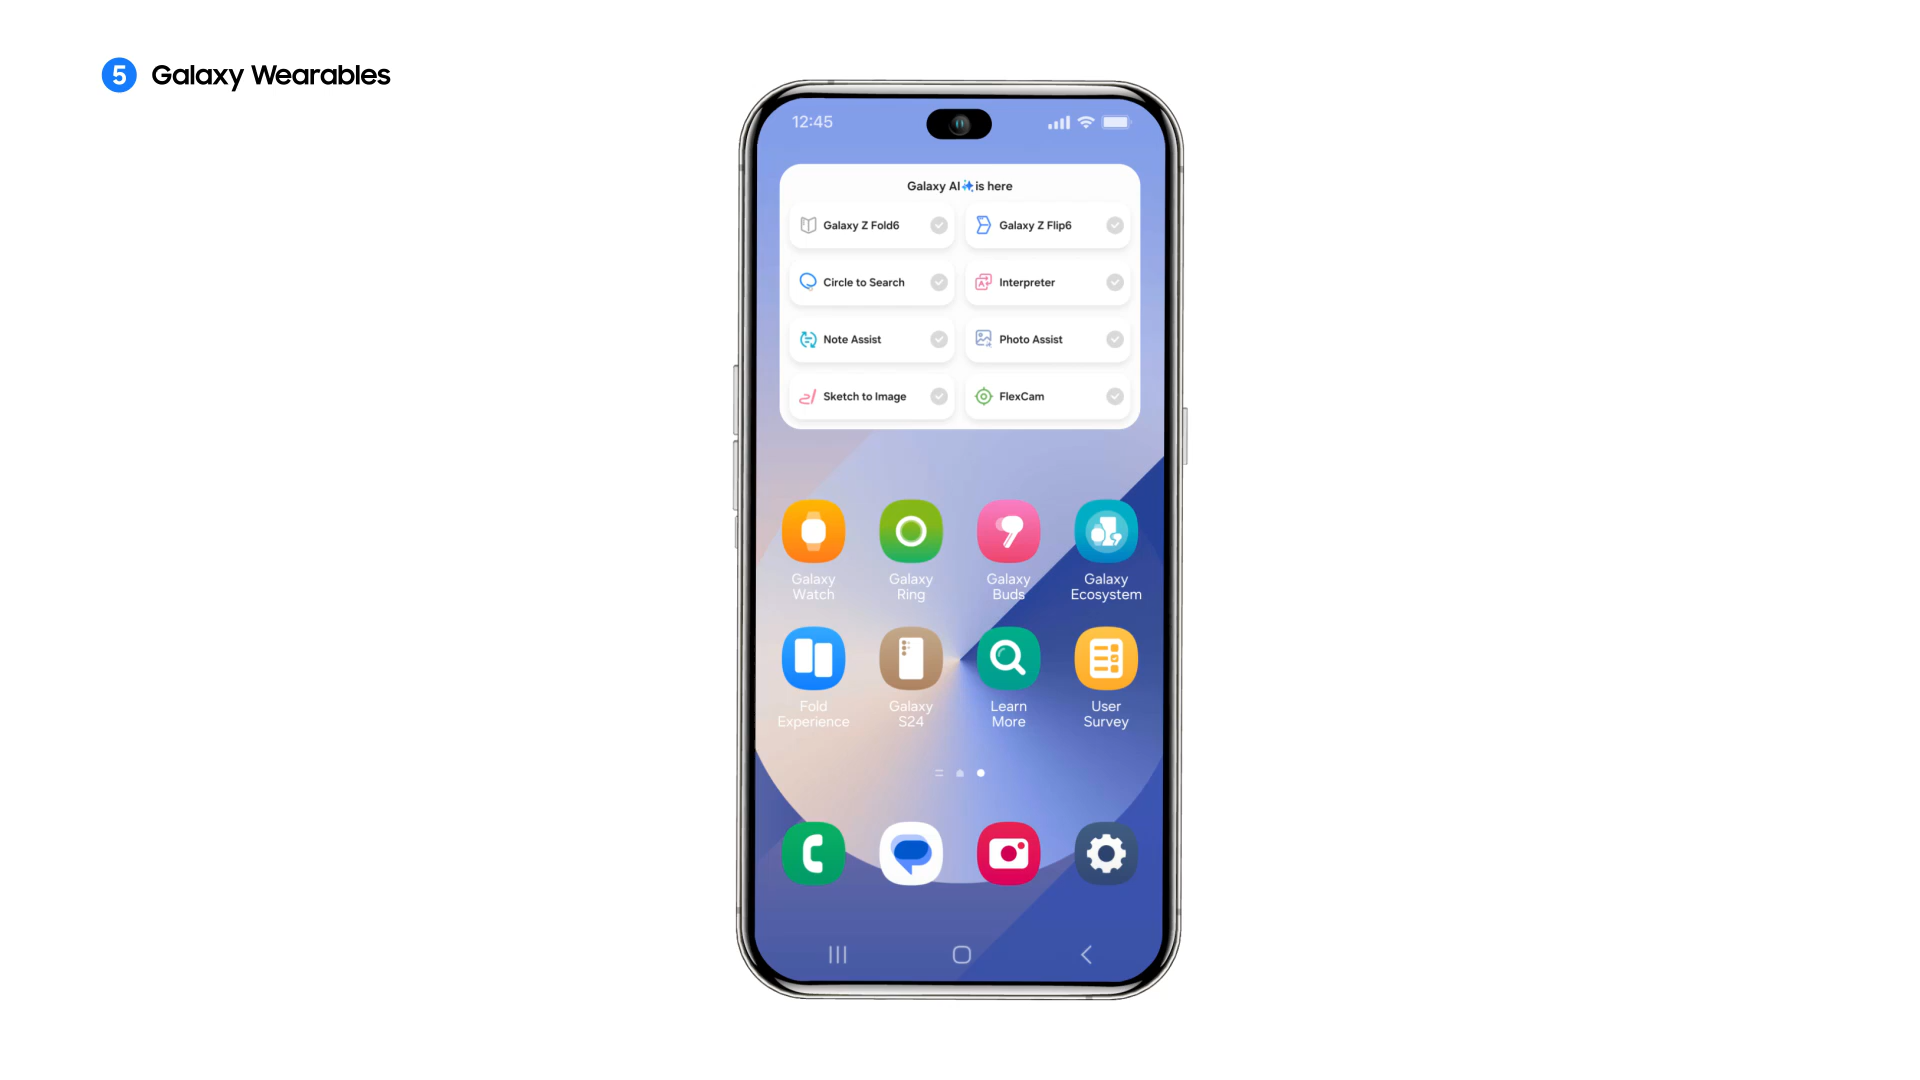 5 Galaxy Wearables
12:45
Galaxy AI is here
Galaxy Z Fold6
Galaxy Z Flip6
Circle to Search
Interpreter
Note Assist
Photo Assist
Sketch to Image
FlexCam
Galaxy
Watch
Galaxy
Ring
Galaxy
Buds
Galaxy
Ecosystem
Fold
Experience
Galaxy
S24
Learn
More
User
Survey